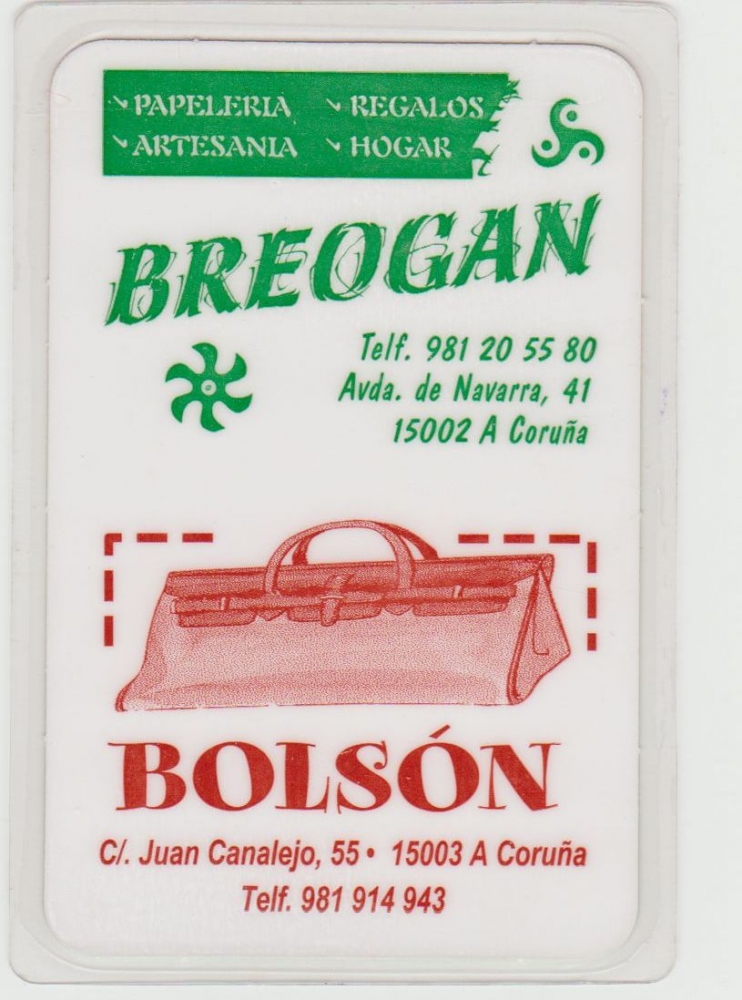 PAPELERIA
REGALOS
ARTESANIA
HOGAR
BREOGAN
Telf. 981 20 55 80
Avda. de Navarra, 41
15002 A Coruña
BOLSÓN
C/. Juan Canalejo, 55 • 15003 A Coruña
Telf. 981 914 943